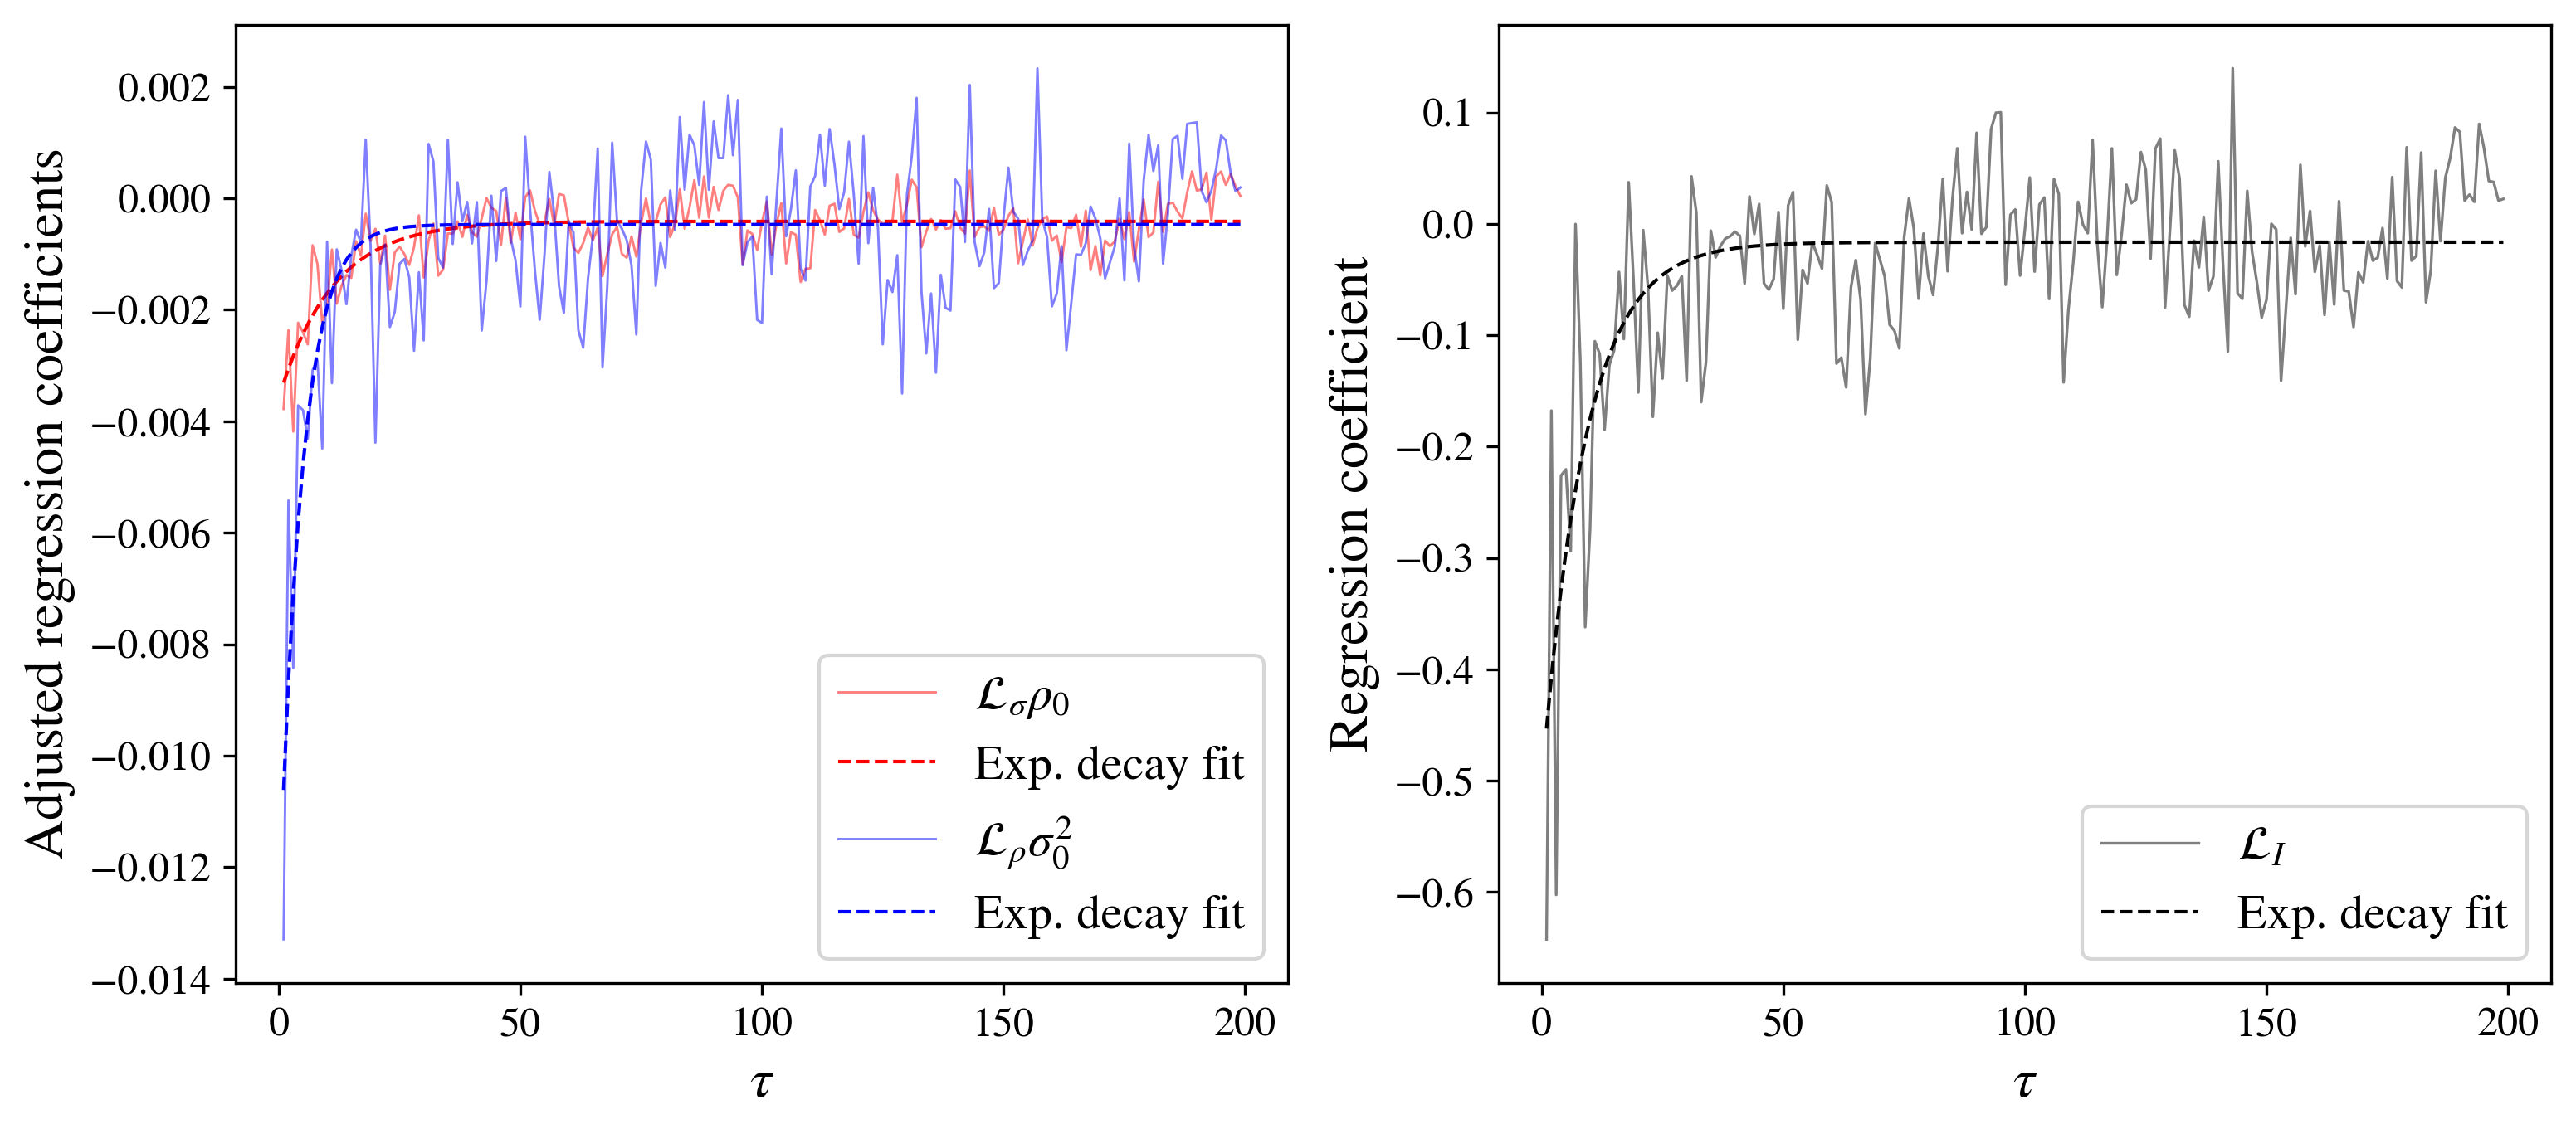 Adjusted regression coefficients
0.002
0.000
−0.002
−0.004
−0.006
−0.008
−0.010
−0.012
−0.014
0
50
100
150
200
τ
ℒ_σρ₀
Exp. decay fit
ℒ_ρσ₀²
Exp. decay fit
Regression coefficient
0.1
0.0
−0.1
−0.2
−0.3
−0.4
−0.5
−0.6
0
50
100
150
200
τ
ℒ_I
Exp. decay fit